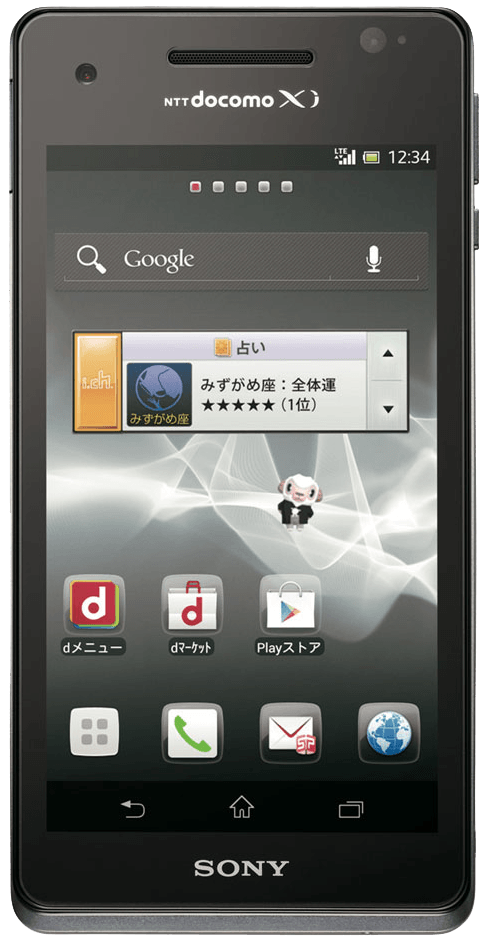 NTT docomo Xi
LTE 12:34
Google
占い
i.ch.
みずがめ座
みずがめ座：全体運
★★★★★ (1位)
d
d
dメニュー
dマーケット
Playストア
SONY